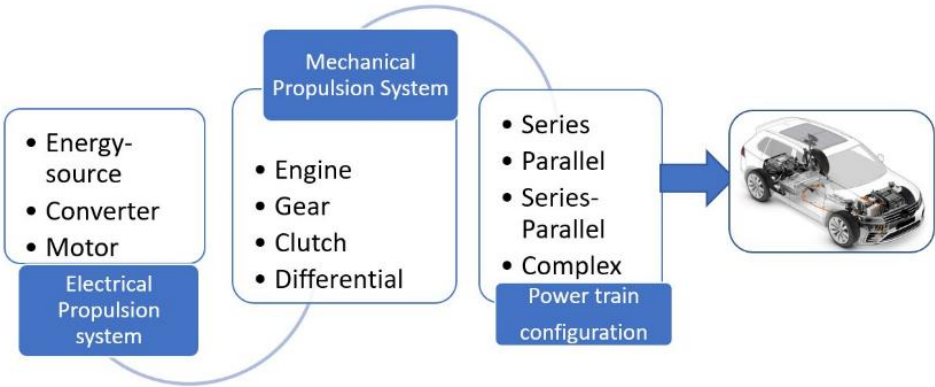 • Energy-
source
• Converter
• Motor
Electrical
Propulsion
system
Mechanical
Propulsion System
• Engine
• Gear
• Clutch
• Differential
• Series
• Parallel
• Series-
Parallel
• Complex
Power train
configuration